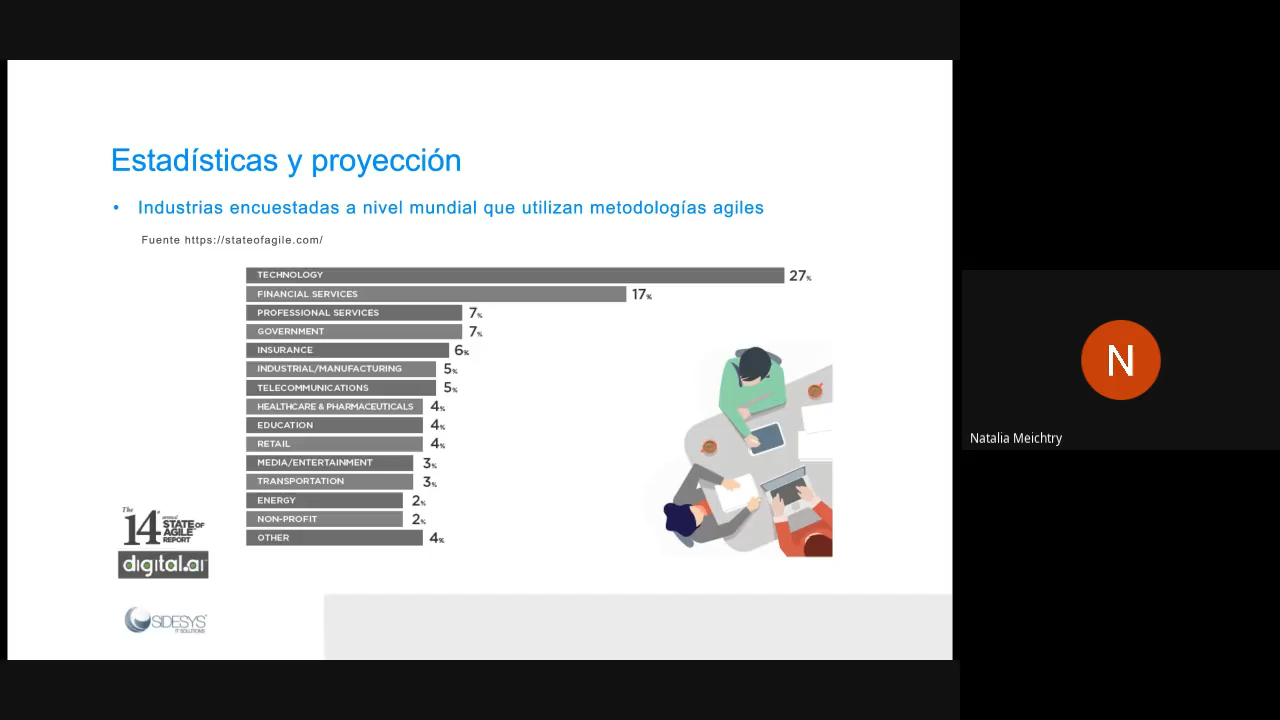 Estadísticas y proyección
• Industrias encuestadas a nivel mundial que utilizan metodologías agiles
Fuente https://stateofagile.com/
TECHNOLOGY 27%
FINANCIAL SERVICES 17%
PROFESSIONAL SERVICES 7%
GOVERNMENT 7%
INSURANCE 6%
INDUSTRIAL/MANUFACTURING 5%
TELECOMMUNICATIONS 5%
HEALTHCARE & PHARMACEUTICALS 4%
EDUCATION 4%
RETAIL 4%
MEDIA/ENTERTAINMENT 3%
TRANSPORTATION 3%
ENERGY 2%
NON-PROFIT 2%
OTHER 4%
The
14th annual
STATE OF
AGILE
REPORT
digital.ai
SIDESYS
IT SOLUTIONS
N
Natalia Meichtry